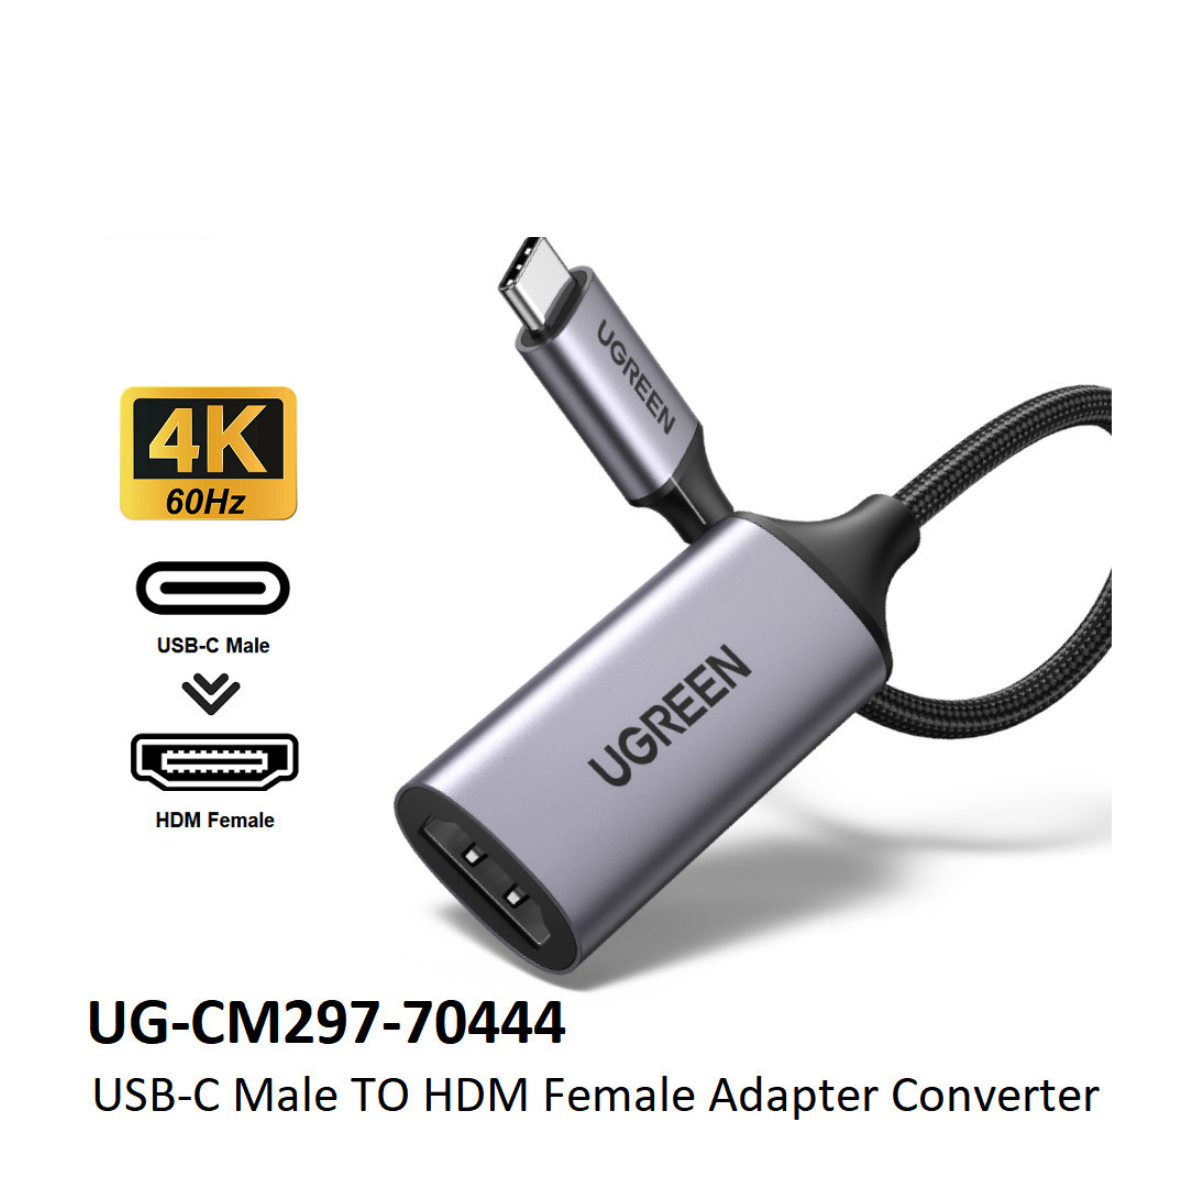 UGREEN
4K
60Hz
USB-C Male
UGREEN
HDM Female
UG-CM297-70444
USB-C Male TO HDM Female Adapter Converter